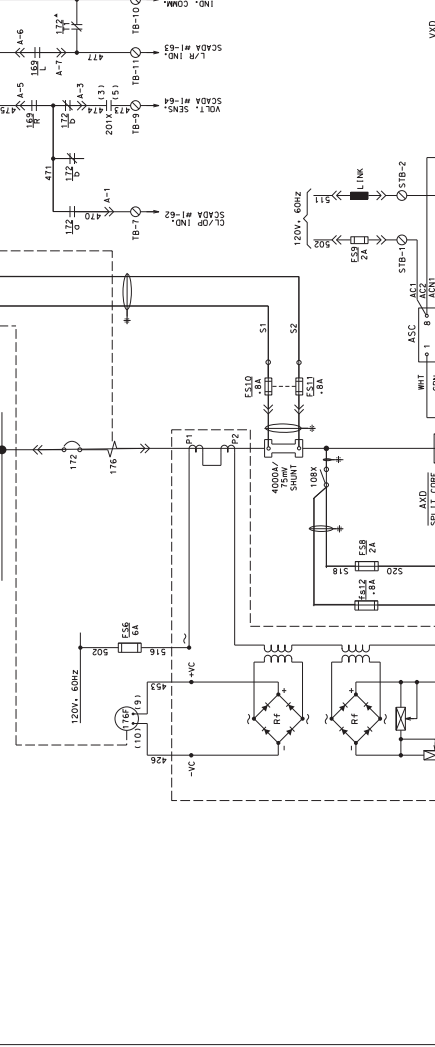 IND. COMM.
TB-10
172*
T1
A-6
169
L
A-7
477
TB-11
SCADA #1-63
L/R IND.
475
A-5
169
R
172
b
A-3
474
(3)
201X
(5)
473
TB-9
SCADA #1-64
VOLT. SENS.
471
172
b
172
a
470
A-1
TB-7
SCADA #1-62
CL/OP IND.
VXD
120V, 60Hz
511
LINK
STB-2
502
FS9
2A
STB-1
AC1
AC2
ACN1
ASC
8
1
WHT
S1
S2
FS10
.8A
FS11
.8A
172
176
P1
P2
4000A/
75mV
SHUNT
108X
AXD
SPLIT CORE
FS8
2A
S18
S20
fs12
.8A
120V, 60Hz
502
FS6
6A
516
~
176F
(9)
(10)
453
+VC
426
-VC
~
+
Rf
-
~
~
+
Rf
-
~